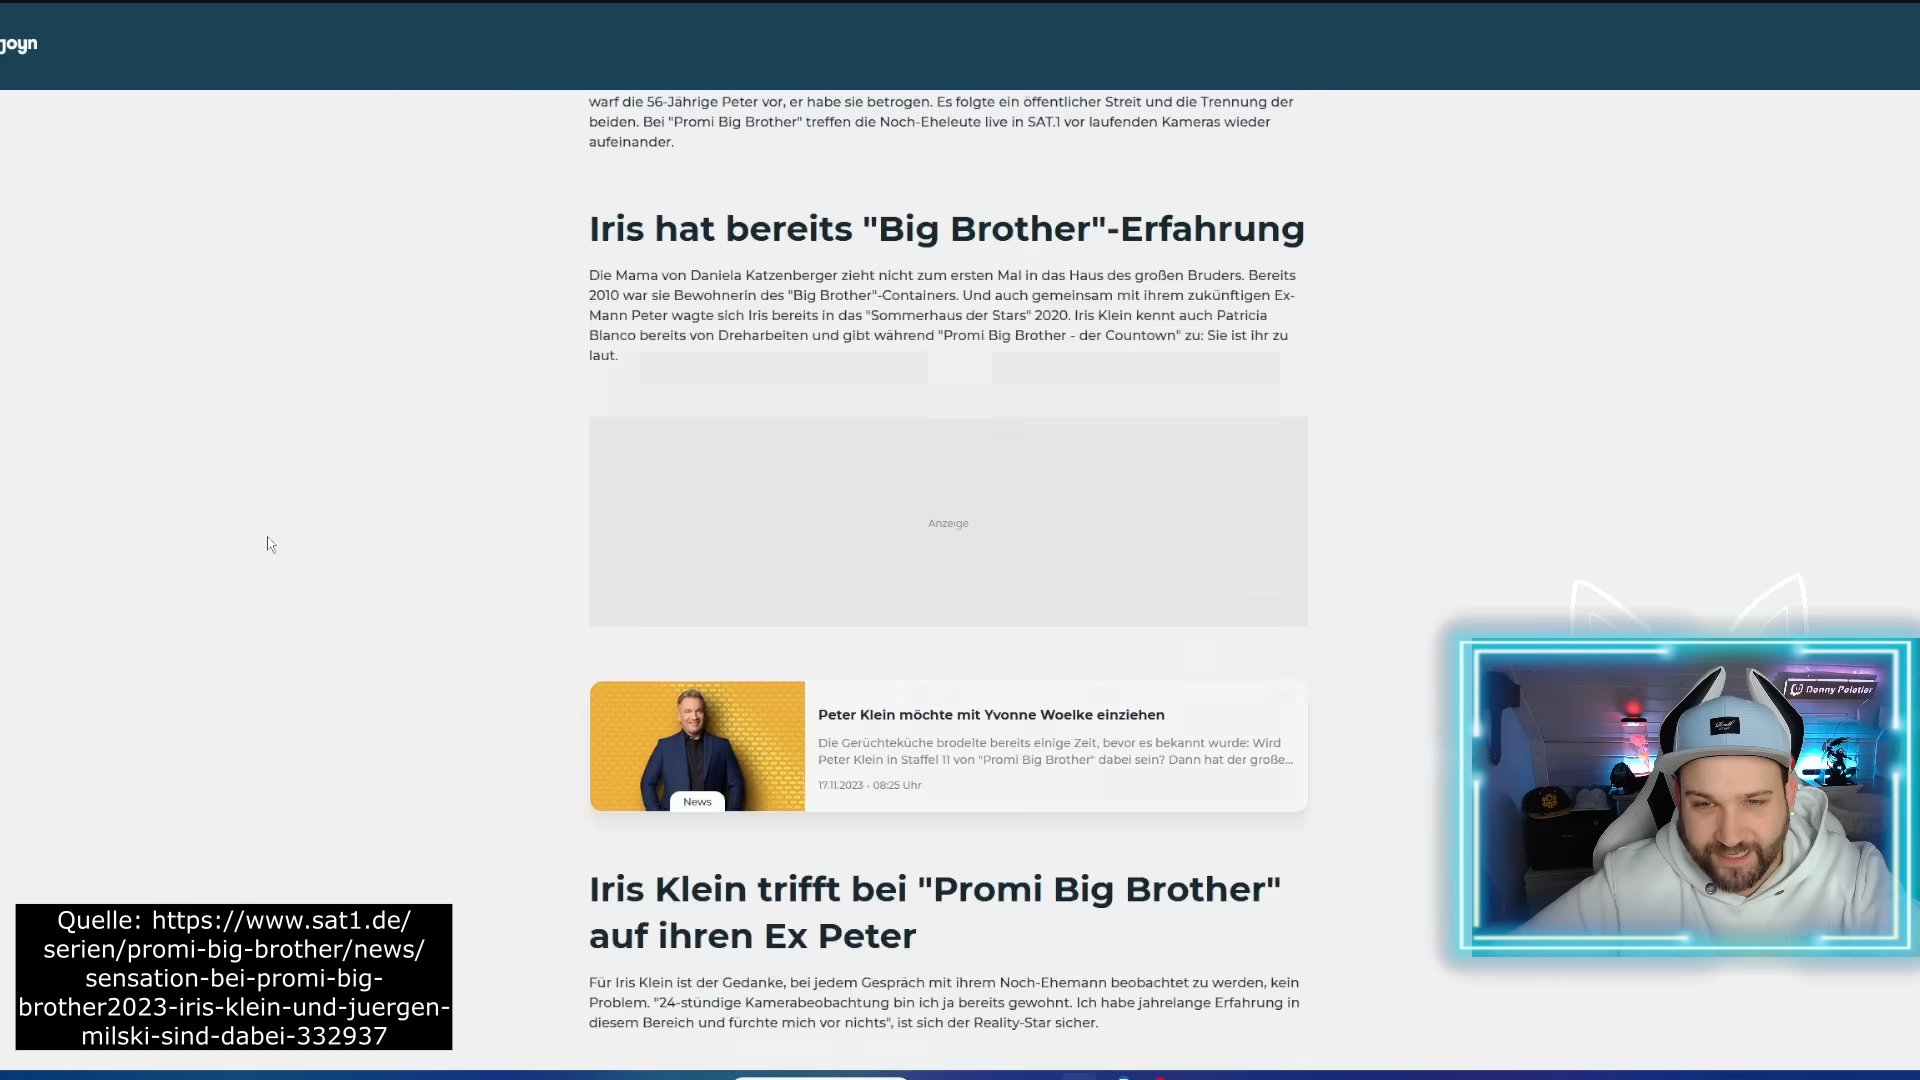 joyn
warf die 56-Jährige Peter vor, er habe sie betrogen. Es folgte ein öffentlicher Streit und die Trennung der
beiden. Bei "Promi Big Brother" treffen die Noch-Eheleute live in SAT.1 vor laufenden Kameras wieder
aufeinander.
Iris hat bereits "Big Brother"-Erfahrung
Die Mama von Daniela Katzenberger zieht nicht zum ersten Mal in das Haus des großen Bruders. Bereits
2010 war sie Bewohnerin des "Big Brother"-Containers. Und auch gemeinsam mit ihrem zukünftigen Ex-
Mann Peter wagte sich Iris bereits in das "Sommerhaus der Stars" 2020. Iris Klein kennt auch Patricia
Blanco bereits von Dreharbeiten und gibt während "Promi Big Brother - der Countown" zu: Sie ist ihr zu
laut.
Anzeige
News
Peter Klein möchte mit Yvonne Woelke einziehen
Die Gerüchteküche brodelte bereits einige Zeit, bevor es bekannt wurde: Wird
Peter Klein in Staffel 11 von "Promi Big Brother" dabei sein? Dann hat der große...
17.11.2023 • 08:25 Uhr
Iris Klein trifft bei "Promi Big Brother"
auf ihren Ex Peter
Für Iris Klein ist der Gedanke, bei jedem Gespräch mit ihrem Noch-Ehemann beobachtet zu werden, kein
Problem. "24-stündige Kamerabeobachtung bin ich ja bereits gewohnt. Ich habe jahrelange Erfahrung in
diesem Bereich und fürchte mich vor nichts", ist sich der Reality-Star sicher.
Quelle: https://www.sat1.de/
serien/promi-big-brother/news/
sensation-bei-promi-big-
brother2023-iris-klein-und-juergen-
milski-sind-dabei-332937
Danny Pelotier